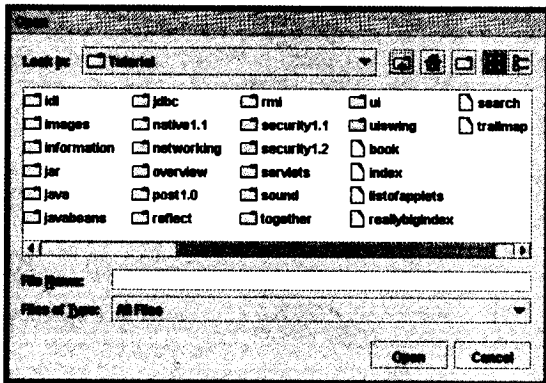 Open
Look In: Tutorial
idl jdbc rmi ui search
images native1.1 security1.1 uiswing trailmap
information networking security1.2 book
jar overview servlets index
java post1.0 sound listofapplets
javabeans reflect together reallybigindex
File Name:
Files of Type: All Files
Open Cancel